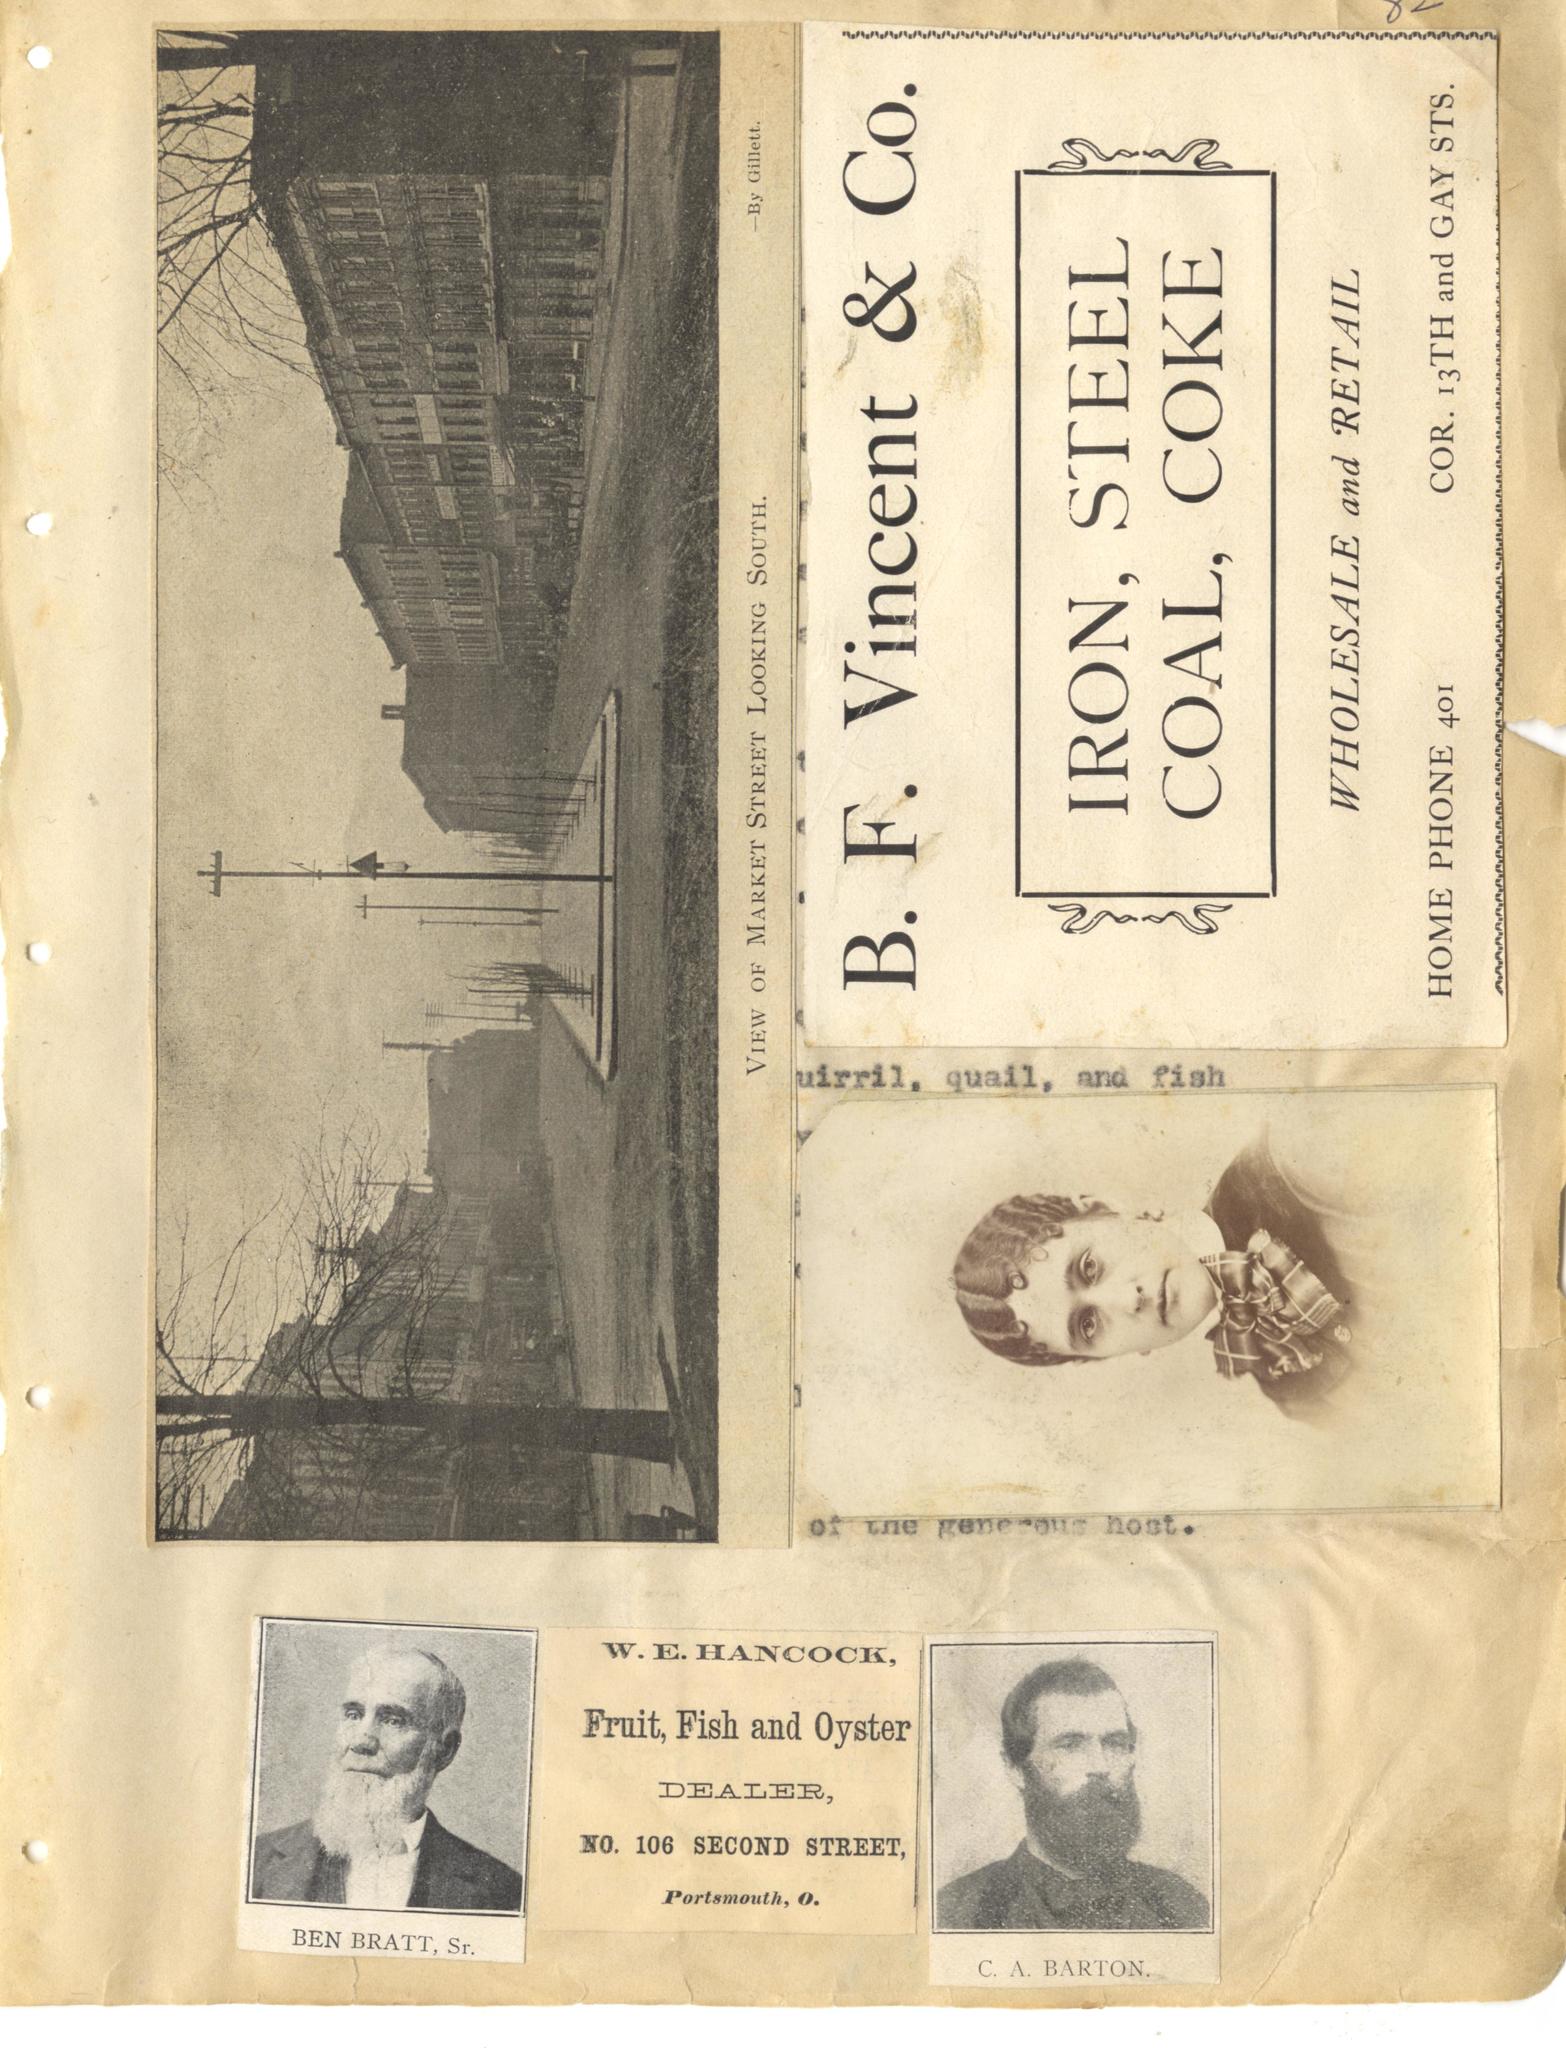 82
View of Market Street Looking South.
—By Gillett.
B. F. Vincent & Co.
IRON, STEEL
COAL, COKE
WHOLESALE and RETAIL
HOME PHONE 401 COR. 13TH and GAY STS.
uirril, quail, and fish
of the generous host.
BEN BRATT, Sr.
W. E. HANCOCK,
Fruit, Fish and Oyster
DEALER,
NO. 106 SECOND STREET,
Portsmouth, O.
C. A. BARTON.